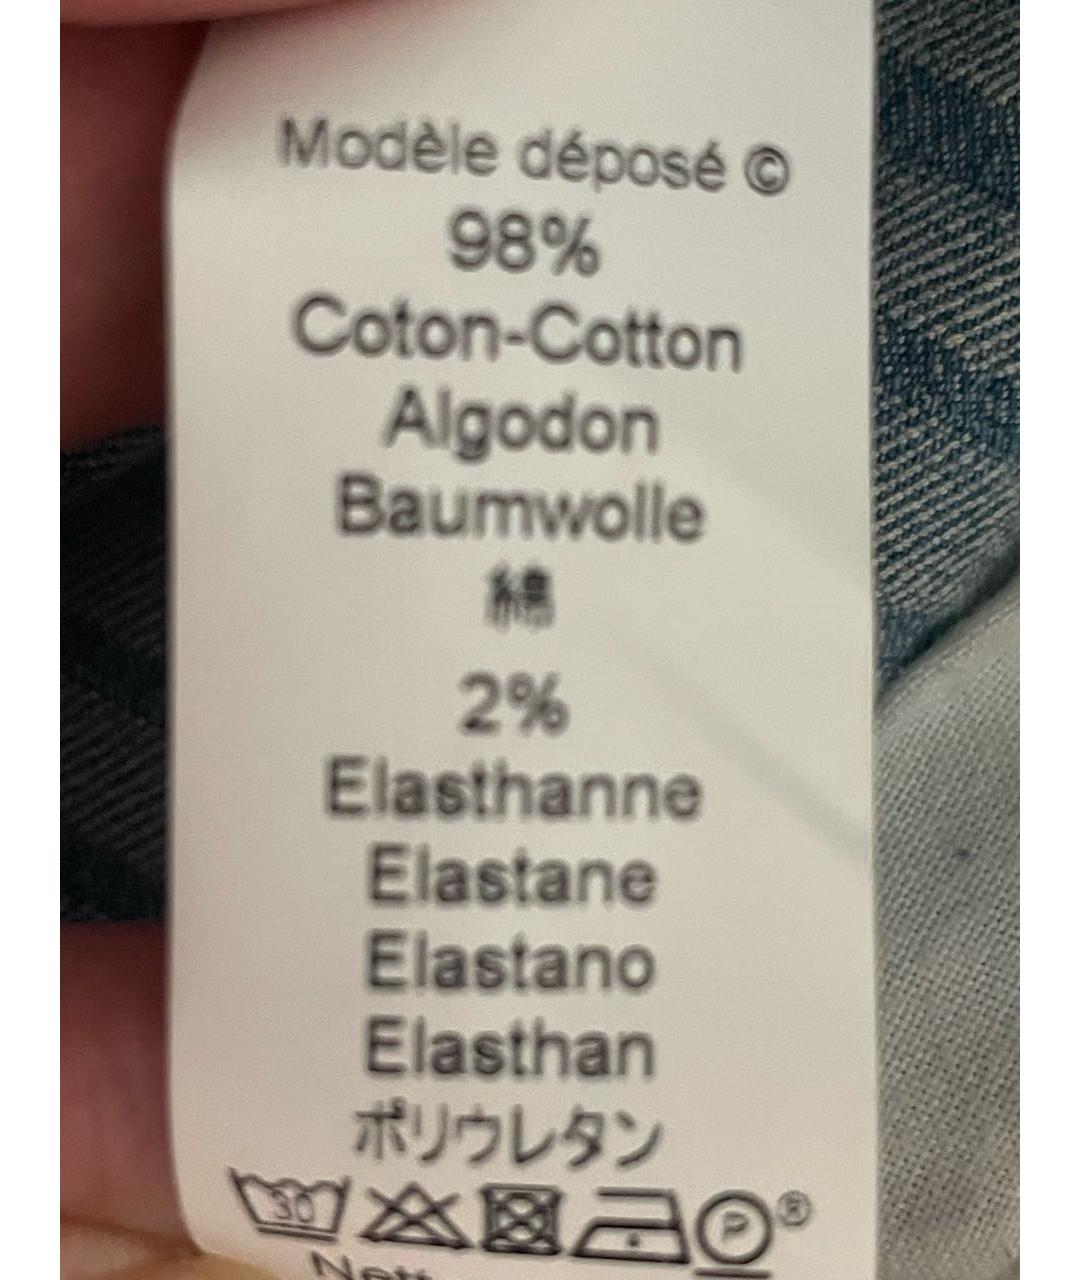 Modèle déposé ©
98%
Coton-Cotton
Algodon
Baumwolle
綿
2%
Elasthanne
Elastane
Elastano
Elasthan
ポリウレタン
30 P ®